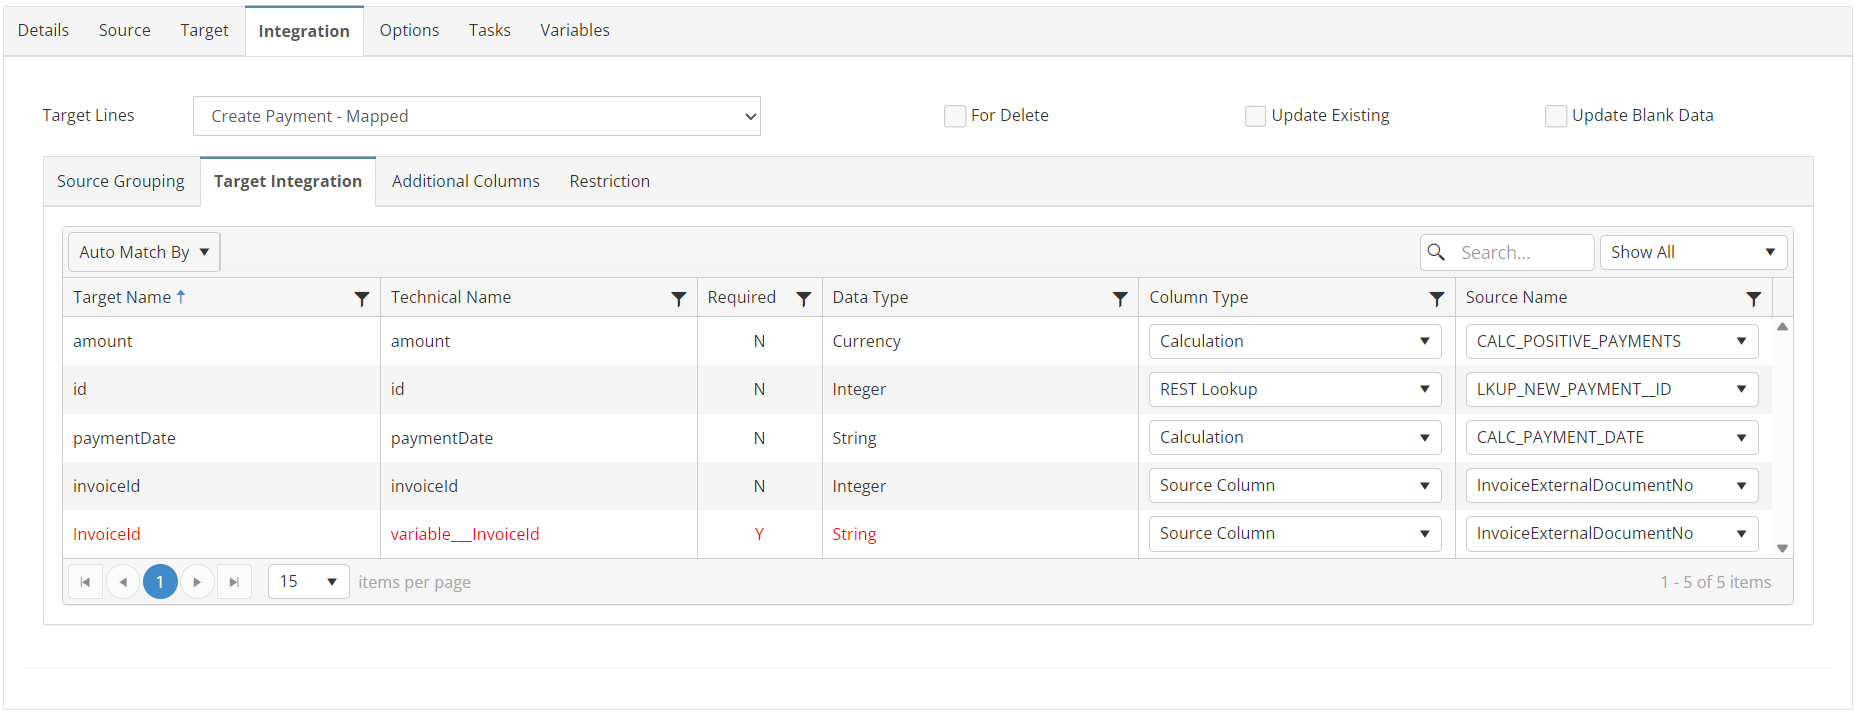 Details Source Target Integration Options Tasks Variables
Target Lines Create Payment - Mapped For Delete Update Existing Update Blank Data
Source Grouping Target Integration Additional Columns Restriction
Auto Match By Search... Show All
Target Name Technical Name Required Data Type Column Type Source Name
amount amount N Currency Calculation CALC_POSITIVE_PAYMENTS
id id N Integer REST Lookup LKUP_NEW_PAYMENT__ID
paymentDate paymentDate N String Calculation CALC_PAYMENT_DATE
invoiceId invoiceId N Integer Source Column InvoiceExternalDocumentNo
InvoiceId variable___InvoiceId Y String Source Column InvoiceExternalDocumentNo
1 15 items per page 1 - 5 of 5 items